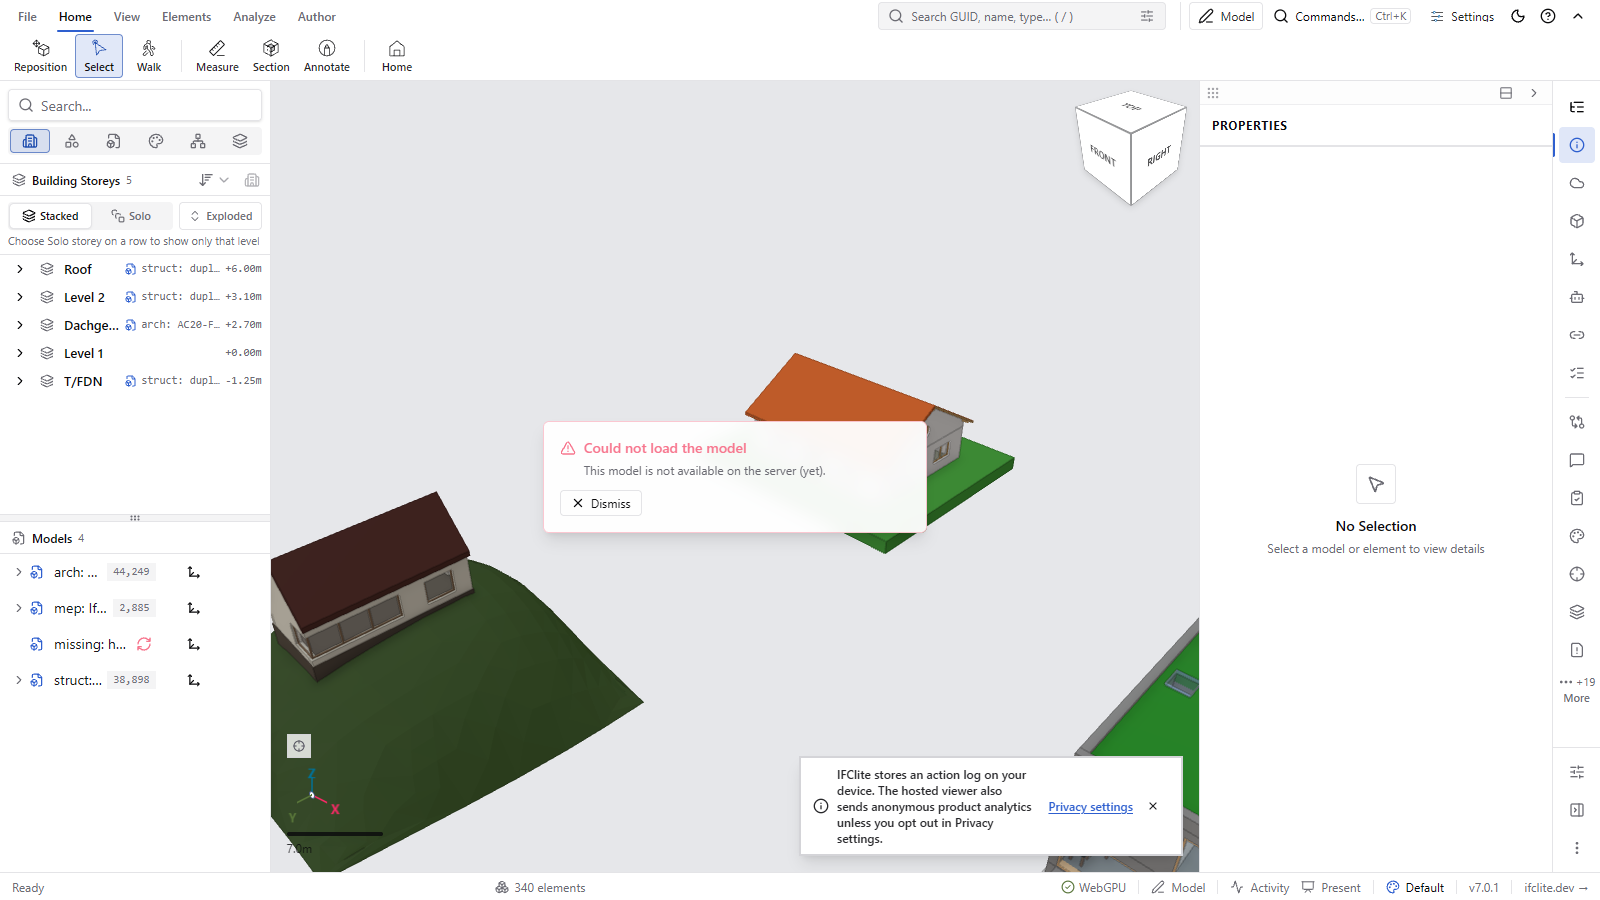 File Home View Elements Analyze Author
Search GUID, name, type... ( / )
Model
Commands... Ctrl+K
Settings
Reposition Select Walk Measure Section Annotate Home
Search...
Building Storeys 5
Stacked Solo Exploded
Choose Solo storey on a row to show only that level
Roof struct: dupl... +6.00m
Level 2 struct: dupl... +3.10m
Dachge... arch: AC20-F... +2.70m
Level 1 +0.00m
T/FDN struct: dupl... -1.25m
Models 4
arch: ... 44,249
mep: If... 2,885
missing: h...
struct:... 38,898
TOP
FRONT
RIGHT
Could not load the model
This model is not available on the server (yet).
Dismiss
Z
X
Y
7.0m
IFClite stores an action log on your
device. The hosted viewer also
sends anonymous product analytics
unless you opt out in Privacy
settings.
Privacy settings
PROPERTIES
No Selection
Select a model or element to view details
+19
More
Ready
340 elements
WebGPU
Model
Activity
Present
Default
v7.0.1
ifclite.dev →